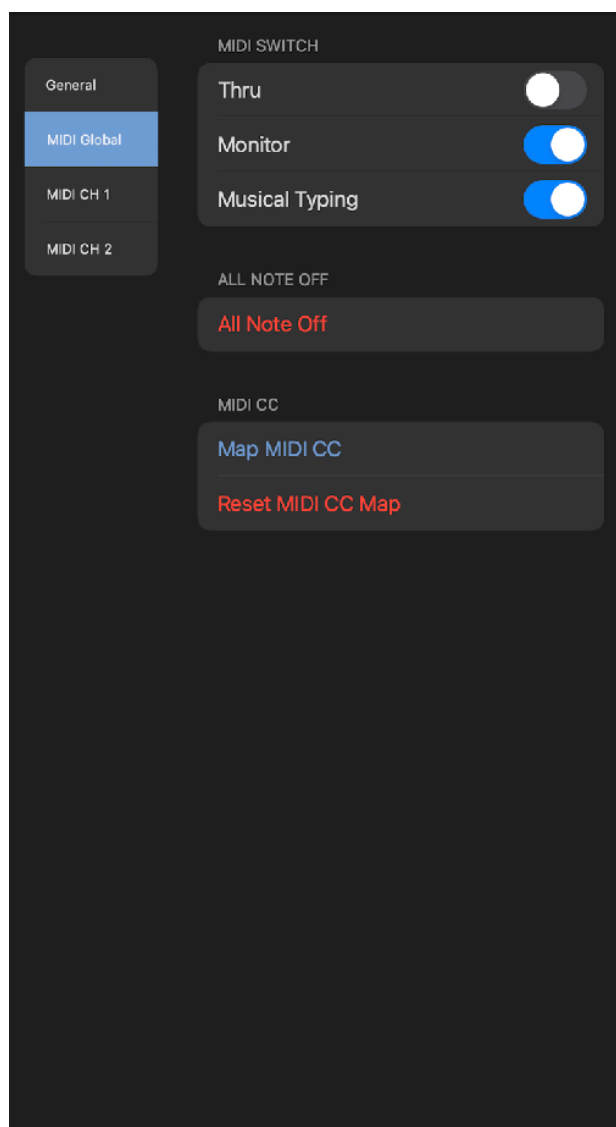 General
MIDI Global
MIDI CH 1
MIDI CH 2
MIDI SWITCH
Thru
Monitor
Musical Typing
ALL NOTE OFF
All Note Off
MIDI CC
Map MIDI CC
Reset MIDI CC Map